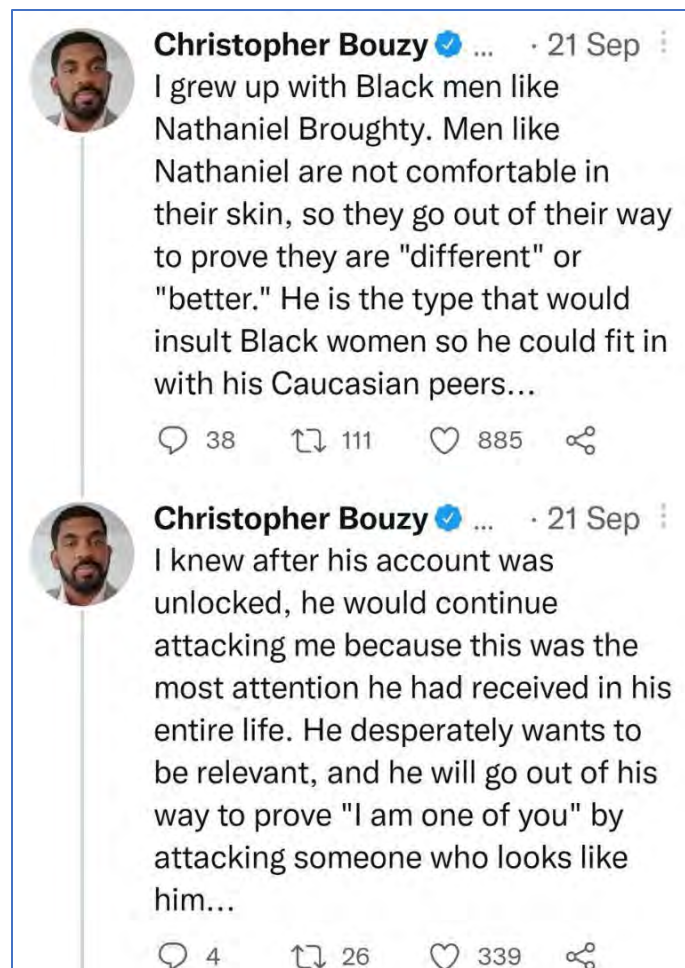 Christopher Bouzy ... · 21 Sep
I grew up with Black men like
Nathaniel Broughty. Men like
Nathaniel are not comfortable in
their skin, so they go out of their way
to prove they are "different" or
"better." He is the type that would
insult Black women so he could fit in
with his Caucasian peers...
38 111 885
Christopher Bouzy ... · 21 Sep
I knew after his account was
unlocked, he would continue
attacking me because this was the
most attention he had received in his
entire life. He desperately wants to
be relevant, and he will go out of his
way to prove "I am one of you" by
attacking someone who looks like
him...
4 26 339